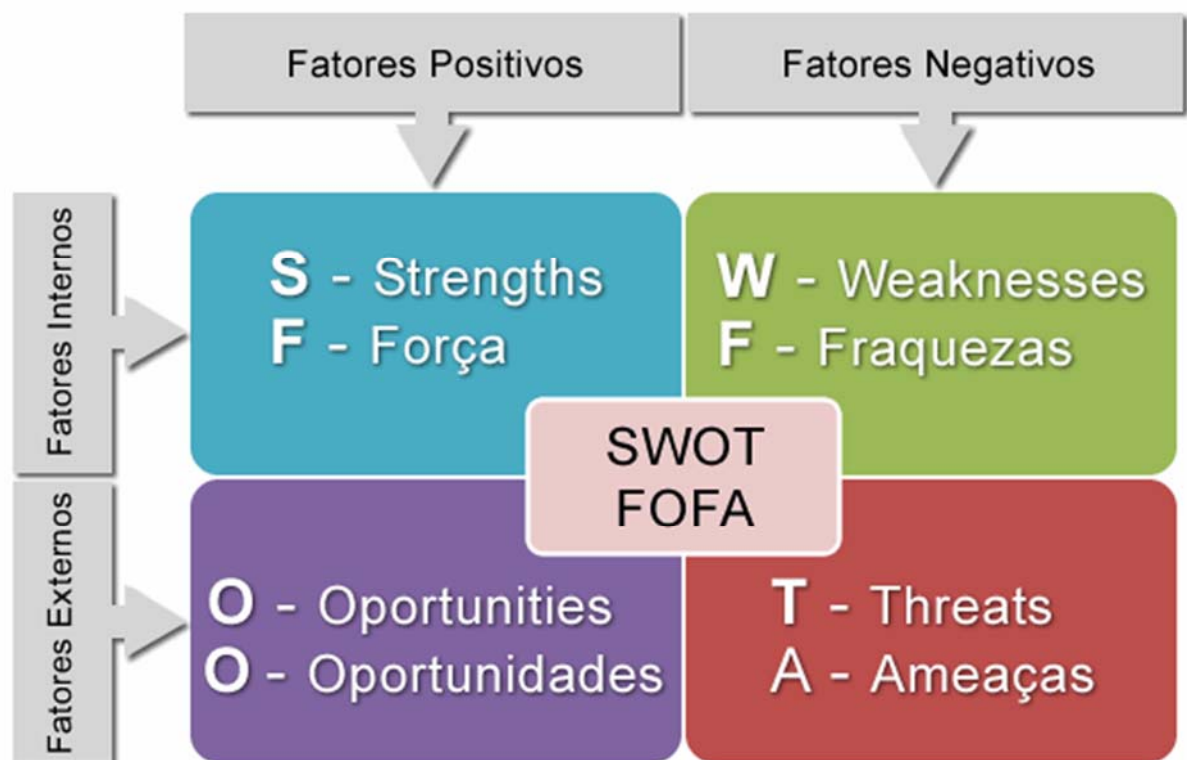 Fatores Positivos
Fatores Negativos
Fatores Internos
S - Strengths
F - Força
W - Weaknesses
F - Fraquezas
SWOT
FOFA
Fatores Externos
O - Oportunities
O - Oportunidades
T - Threats
A - Ameaças